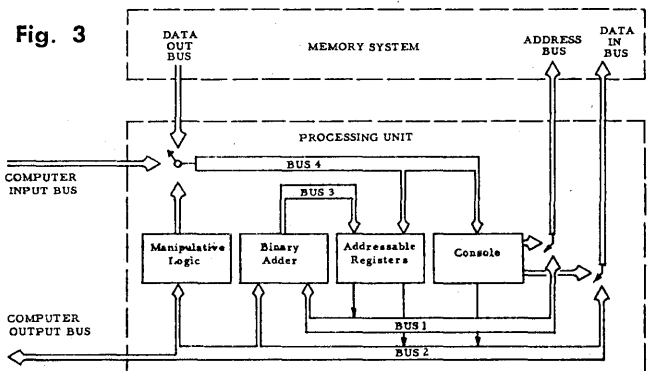 Fig. 3
DATA
OUT
BUS
MEMORY SYSTEM
ADDRESS
BUS
DATA
IN
BUS
PROCESSING UNIT
COMPUTER
INPUT BUS
BUS 4
BUS 3
Manipulative
Logic
Binary
Adder
Addressable
Registers
Console
BUS 1
COMPUTER
OUTPUT BUS
BUS 2